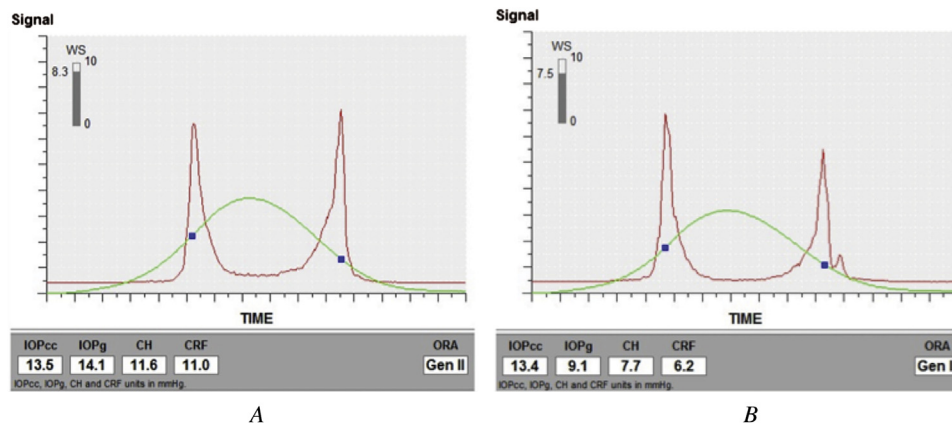 Signal
WS
10
8.3
0
TIME
IOPcc IOPg CH CRF ORA
13.5 14.1 11.6 11.0 Gen II
IOPcc, IOPg, CH and CRF units in mmHg.
A
Signal
WS
10
7.5
0
TIME
IOPcc IOPg CH CRF ORA
13.4 9.1 7.7 6.2 Gen I
IOPcc, IOPg, CH and CRF units in mmHg.
B